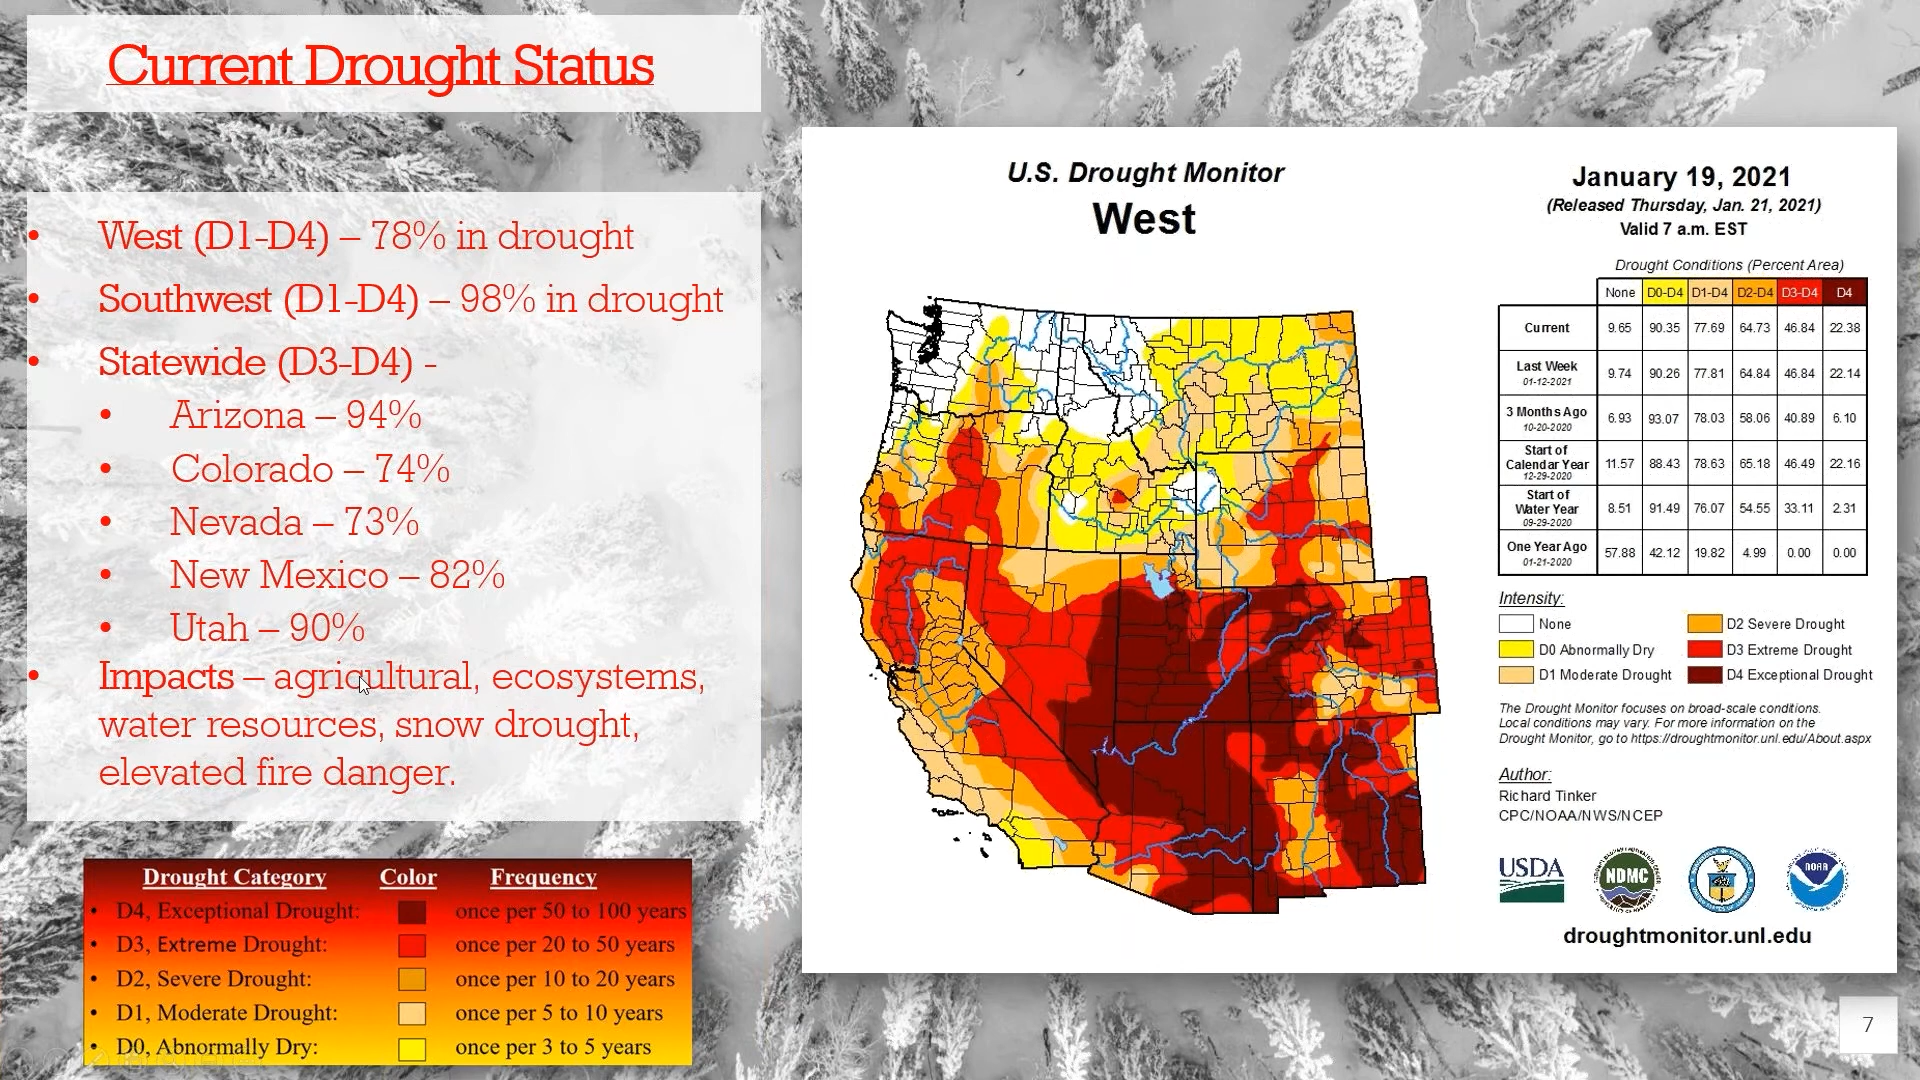 Current Drought Status
• West (D1-D4) – 78% in drought
• Southwest (D1-D4) – 98% in drought
• Statewide (D3-D4) -
• Arizona – 94%
• Colorado – 74%
• Nevada – 73%
• New Mexico – 82%
• Utah – 90%
• Impacts – agricultural, ecosystems,
water resources, snow drought,
elevated fire danger.
Drought Category Color Frequency
• D4, Exceptional Drought: once per 50 to 100 years
• D3, Extreme Drought: once per 20 to 50 years
• D2, Severe Drought: once per 10 to 20 years
• D1, Moderate Drought: once per 5 to 10 years
• D0, Abnormally Dry: once per 3 to 5 years
U.S. Drought Monitor
West
January 19, 2021
(Released Thursday, Jan. 21, 2021)
Valid 7 a.m. EST
Drought Conditions (Percent Area)
None D0-D4 D1-D4 D2-D4 D3-D4 D4
Current 9.65 90.35 77.69 64.73 46.84 22.38
Last Week
01-12-2021
9.74 90.26 77.81 64.84 46.84 22.14
3 Months Ago
10-20-2020
6.93 93.07 78.03 58.06 40.89 6.10
Start of
Calendar Year
12-29-2020
11.57 88.43 78.63 65.18 46.49 22.16
Start of
Water Year
09-29-2020
8.51 91.49 76.07 54.55 33.11 2.31
One Year Ago
01-21-2020
57.88 42.12 19.82 4.99 0.00 0.00
Intensity:
None
D0 Abnormally Dry
D1 Moderate Drought
D2 Severe Drought
D3 Extreme Drought
D4 Exceptional Drought
The Drought Monitor focuses on broad-scale conditions.
Local conditions may vary. For more information on the
Drought Monitor, go to https://droughtmonitor.unl.edu/About.aspx
Author:
Richard Tinker
CPC/NOAA/NWS/NCEP
USDA
NDMC
NOAA
droughtmonitor.unl.edu
7